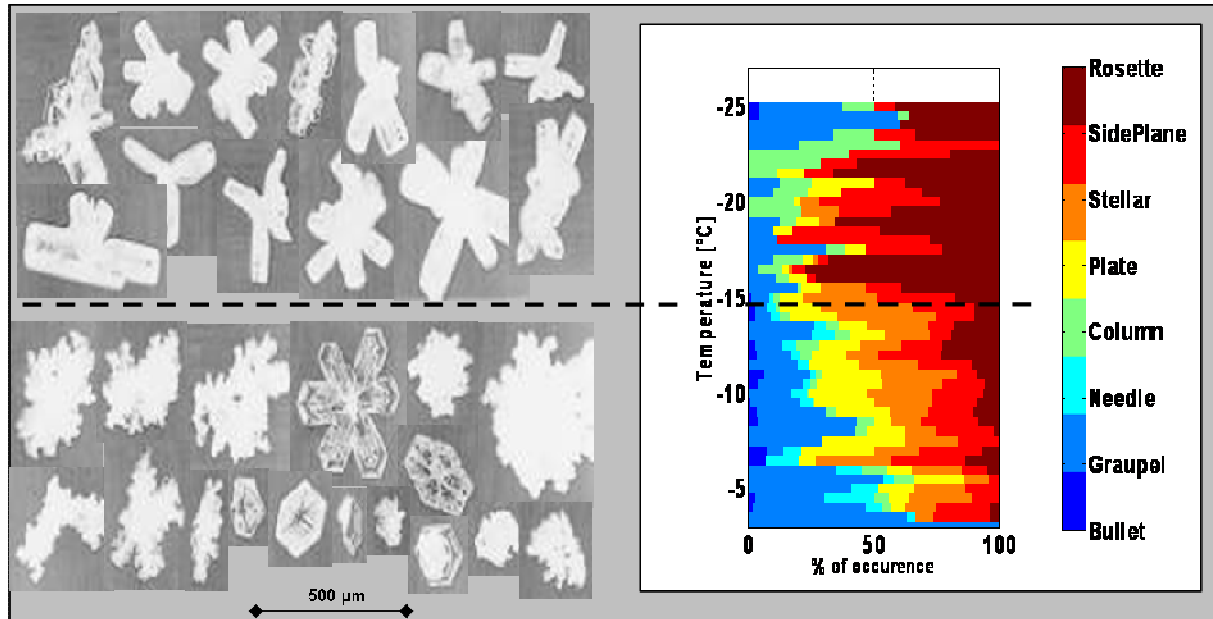 Rosette
SidePlane
Stellar
Plate
Column
Needle
Graupel
Bullet
Temperature [°C]
-25
-20
-15
-10
-5
0 50 100
% of occurence
500 µm